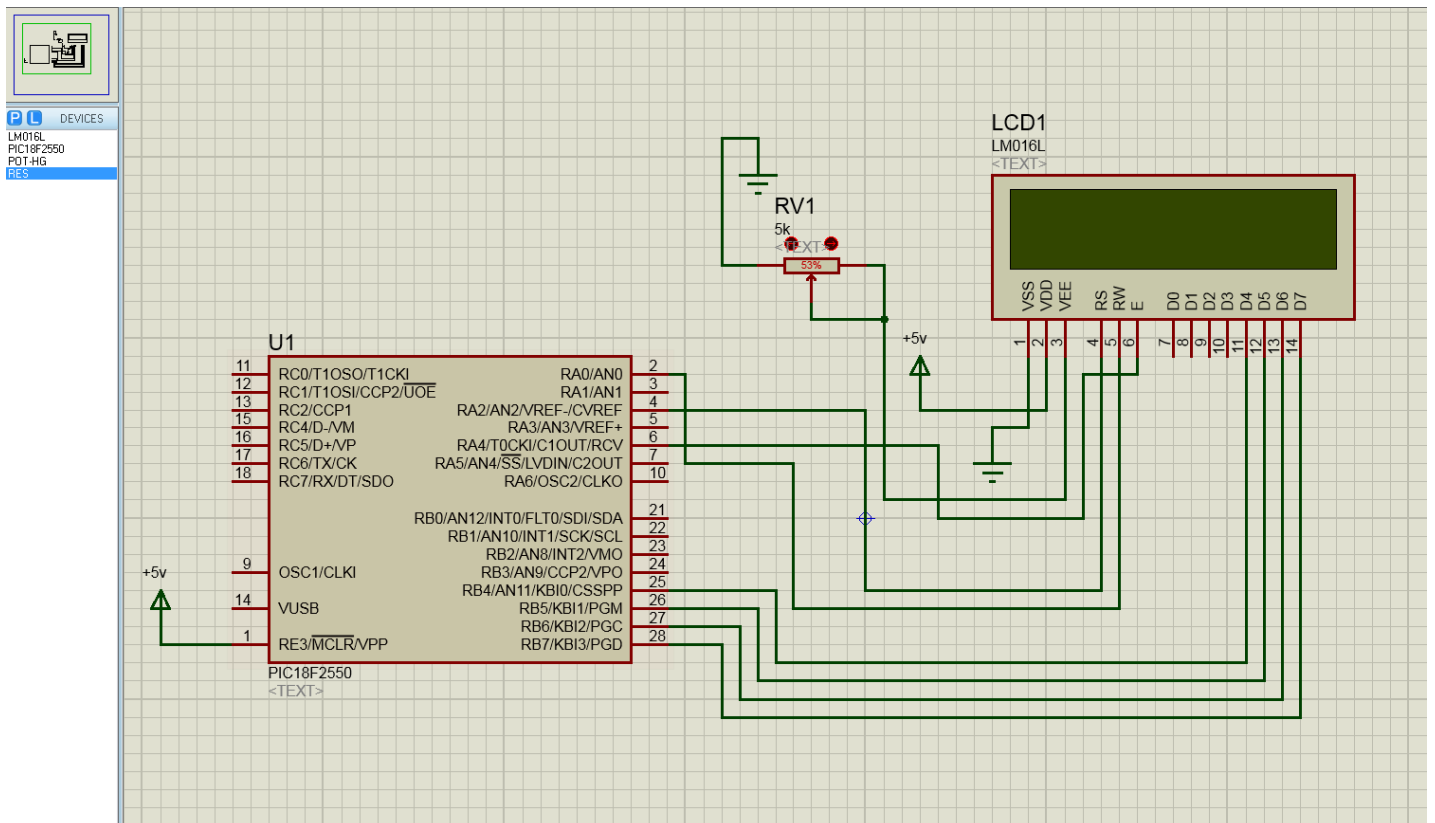 P L DEVICES
LM016L
PIC18F2550
POT-HG
RES
LCD1
LM016L
<TEXT>
VSS
VDD
VEE
RS
RW
E
D0
D1
D2
D3
D4
D5
D6
D7
1
2
3
4
5
6
7
8
9
10
11
12
13
14
RV1
5k
<TEXT>
53%
+5v
U1
11 RC0/T1OSO/T1CKI
12 RC1/T1OSI/CCP2/UOE
13 RC2/CCP1
15 RC4/D-/VM
16 RC5/D+/VP
17 RC6/TX/CK
18 RC7/RX/DT/SDO
9 OSC1/CLKI
14 VUSB
1 RE3/MCLR/VPP
RA0/AN0 2
RA1/AN1 3
RA2/AN2/VREF-/CVREF 4
RA3/AN3/VREF+ 5
RA4/T0CKI/C1OUT/RCV 6
RA5/AN4/SS/LVDIN/C2OUT 7
RA6/OSC2/CLKO 10
RB0/AN12/INT0/FLT0/SDI/SDA 21
RB1/AN10/INT1/SCK/SCL 22
RB2/AN8/INT2/VMO 23
RB3/AN9/CCP2/VPO 24
RB4/AN11/KBI0/CSSPP 25
RB5/KBI1/PGM 26
RB6/KBI2/PGC 27
RB7/KBI3/PGD 28
+5v
PIC18F2550
<TEXT>